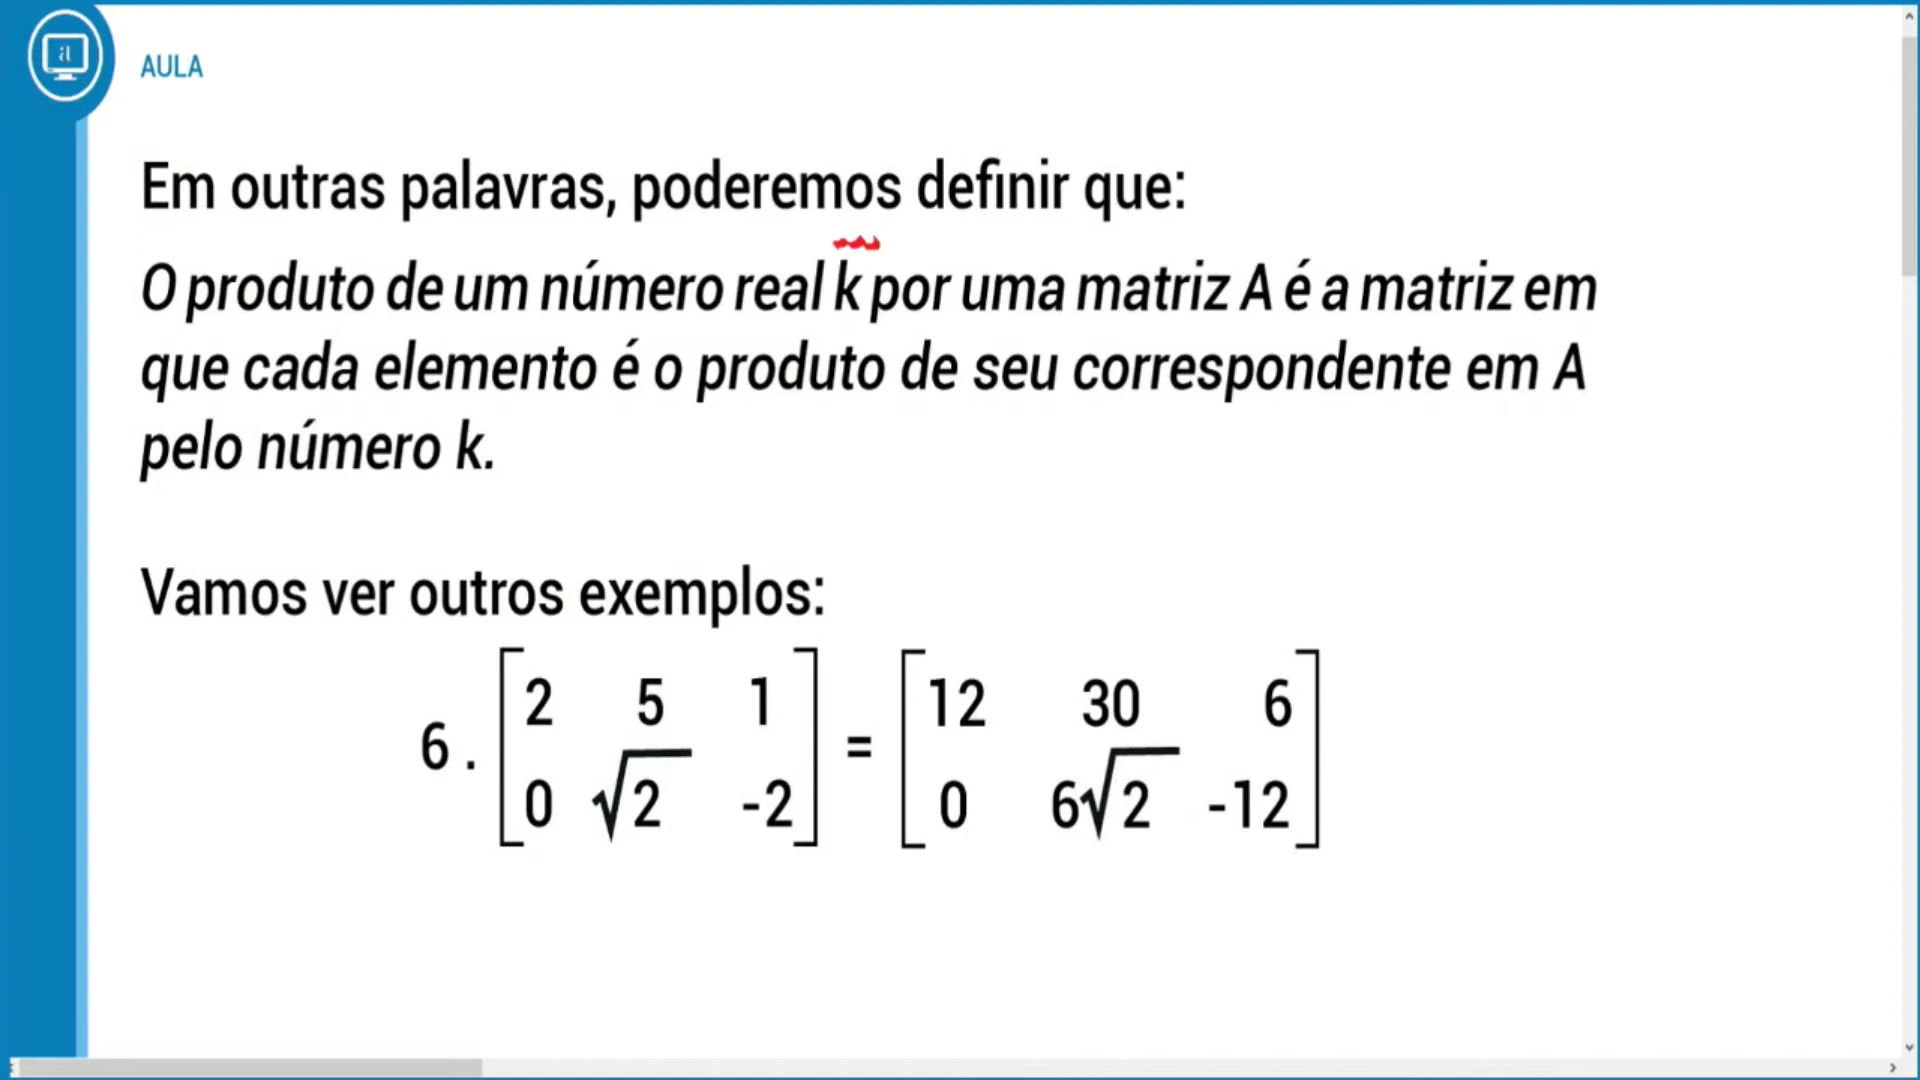 a
AULA
Em outras palavras, poderemos definir que:
O produto de um número real k por uma matriz A é a matriz em
que cada elemento é o produto de seu correspondente em A
pelo número k.
Vamos ver outros exemplos:
6 . [2 5 1] = [12 30 6]
[0 √2 -2] [0 6√2 -12]